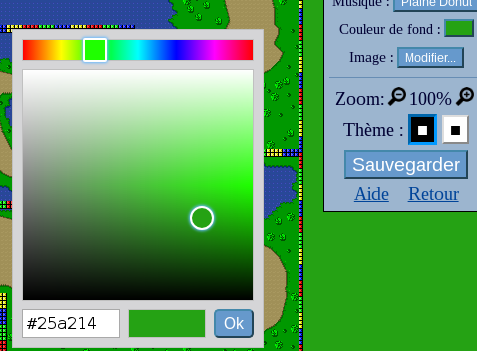 Musique : Plaine Donut
Couleur de fond :
Image : Modifier...
Zoom: 100%
Thème :
Sauvegarder
Aide Retour
#25a214 Ok